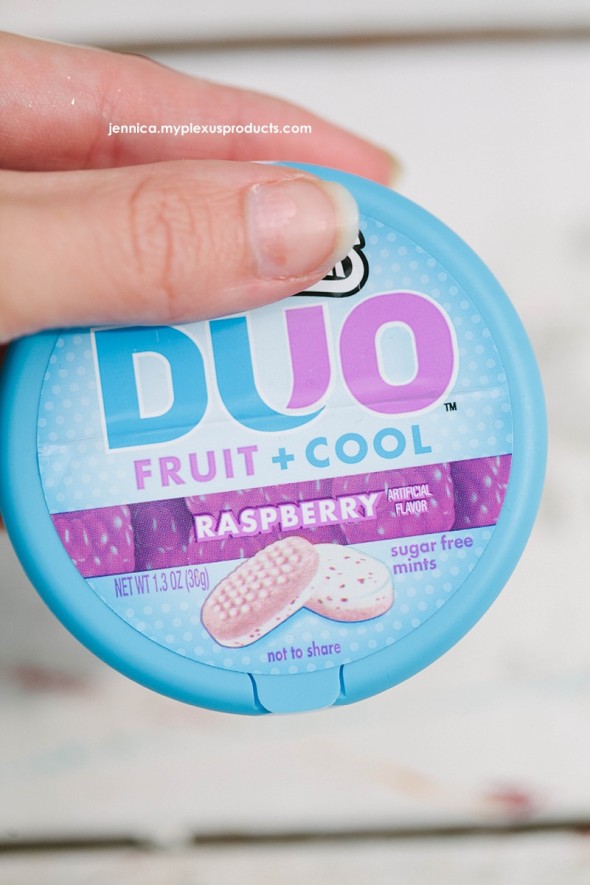 jennica.myplexusproducts.com
DUO
TM
FRUIT + COOL
RASPBERRY
ARTIFICIAL
FLAVOR
sugar free
mints
NET WT 1.3 OZ (36g)
not to share